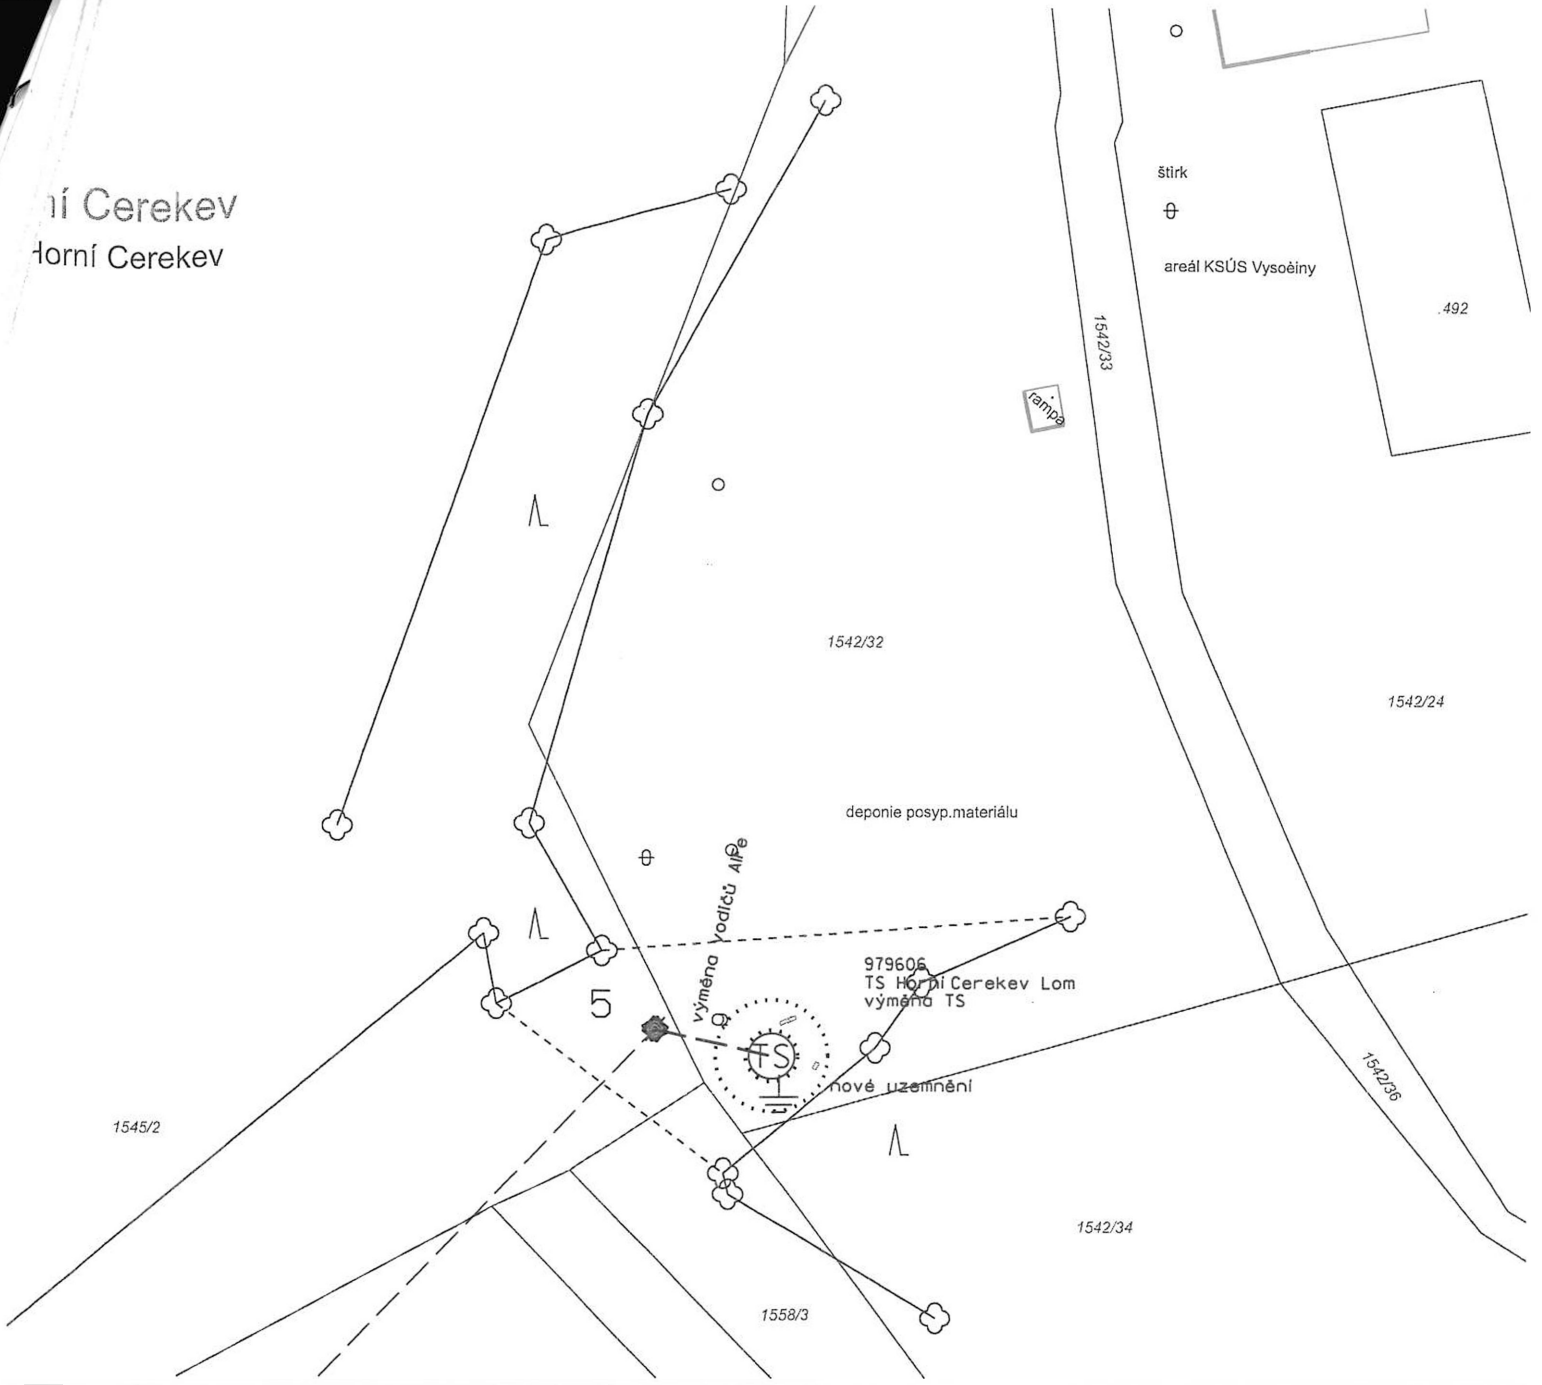 ní Cerekev
Horní Cerekev
štirk
areál KSÚS Vysoèiny
.492
1542/33
rampa
1542/32
1542/24
deponie posyp.materiálu
výměna vodičů AlFe
979606
TS Horní Cerekev Lom
výměna TS
5
TS
nové uzemnění
1542/36
1545/2
1542/34
1558/3